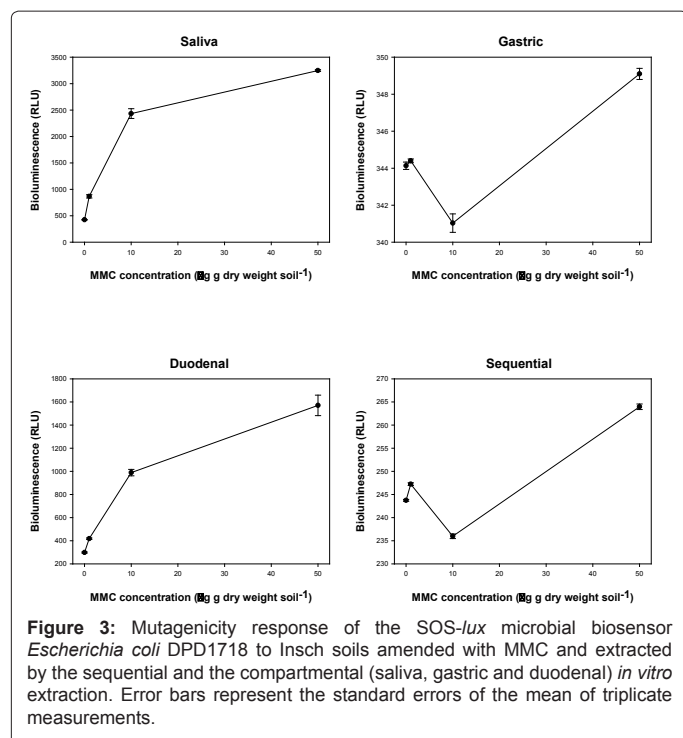 Saliva
3500
3000
2500
2000
1500
1000
500
0
Bioluminescence (RLU)
0 10 20 30 40 50
MMC concentration (�g g dry weight soil-1)
Gastric
350
349
347
346
344
343
341
340
Bioluminescence (RLU)
0 10 20 30 40 50
MMC concentration (�g g dry weight soil-1)
Duodenal
1800
1600
1400
1200
1000
800
600
400
200
Bioluminescence (RLU)
0 10 20 30 40 50
MMC concentration (�g g dry weight soil-1)
Sequential
270
265
260
255
250
245
240
235
230
Bioluminescence (RLU)
0 10 20 30 40 50
MMC concentration (�g g dry weight soil-1)
Figure 3: Mutagenicity response of the SOS-lux microbial biosensor
Escherichia coli DPD1718 to Insch soils amended with MMC and extracted
by the sequential and the compartmental (saliva, gastric and duodenal) in vitro
extraction. Error bars represent the standard errors of the mean of triplicate
measurements.